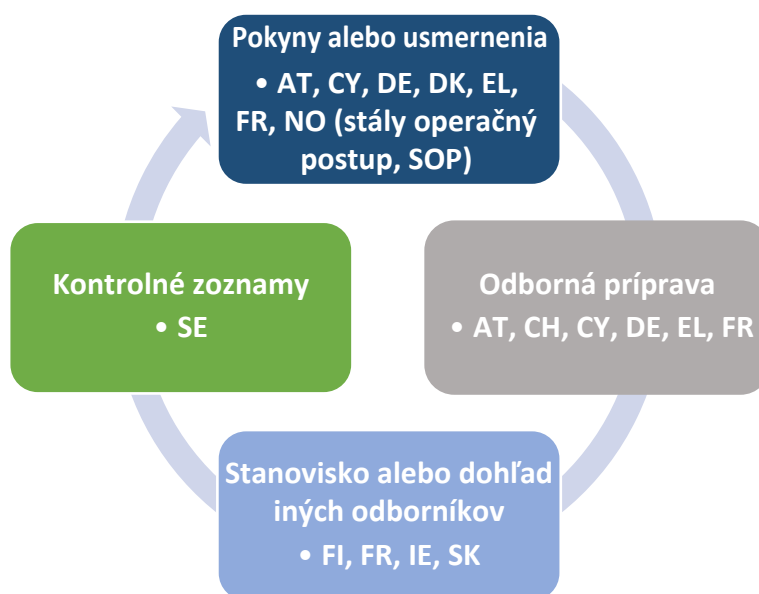 Pokyny alebo usmernenia
• AT, CY, DE, DK, EL,
FR, NO (stály operačný
postup, SOP)
Odborná príprava
• AT, CH, CY, DE, EL, FR
Stanovisko alebo dohľad
iných odborníkov
• FI, FR, IE, SK
Kontrolné zoznamy
• SE